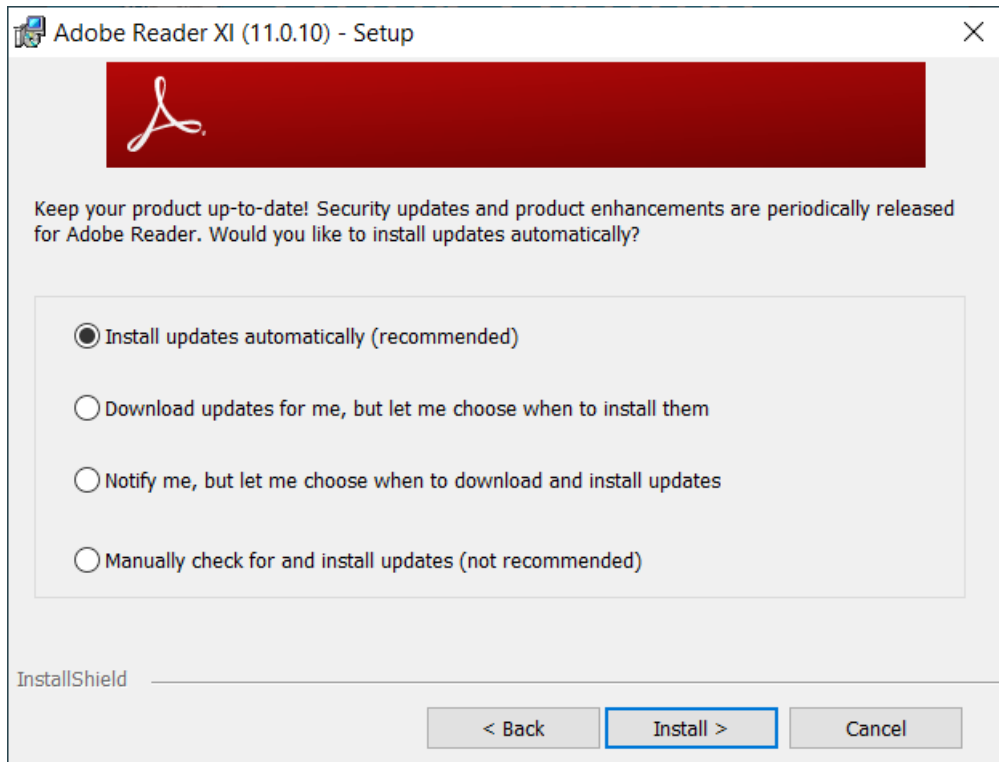 Adobe Reader XI (11.0.10) - Setup
Keep your product up-to-date! Security updates and product enhancements are periodically released
for Adobe Reader. Would you like to install updates automatically?
Install updates automatically (recommended)
Download updates for me, but let me choose when to install them
Notify me, but let me choose when to download and install updates
Manually check for and install updates (not recommended)
InstallShield
< Back
Install >
Cancel